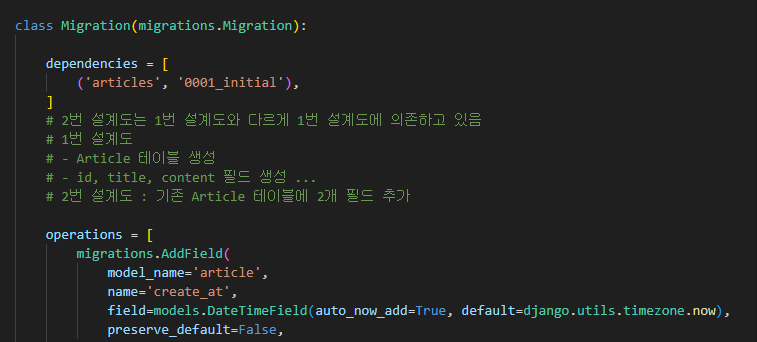 class Migration(migrations.Migration):
dependencies = [
('articles', '0001_initial'),
]
# 2번 설계도는 1번 설계도와 다르게 1번 설계도에 의존하고 있음
# 1번 설계도
# - Article 테이블 생성
# - id, title, content 필드 생성 ...
# 2번 설계도 : 기존 Article 테이블에 2개 필드 추가
operations = [
migrations.AddField(
model_name='article',
name='create_at',
field=models.DateTimeField(auto_now_add=True, default=django.utils.timezone.now),
preserve_default=False,